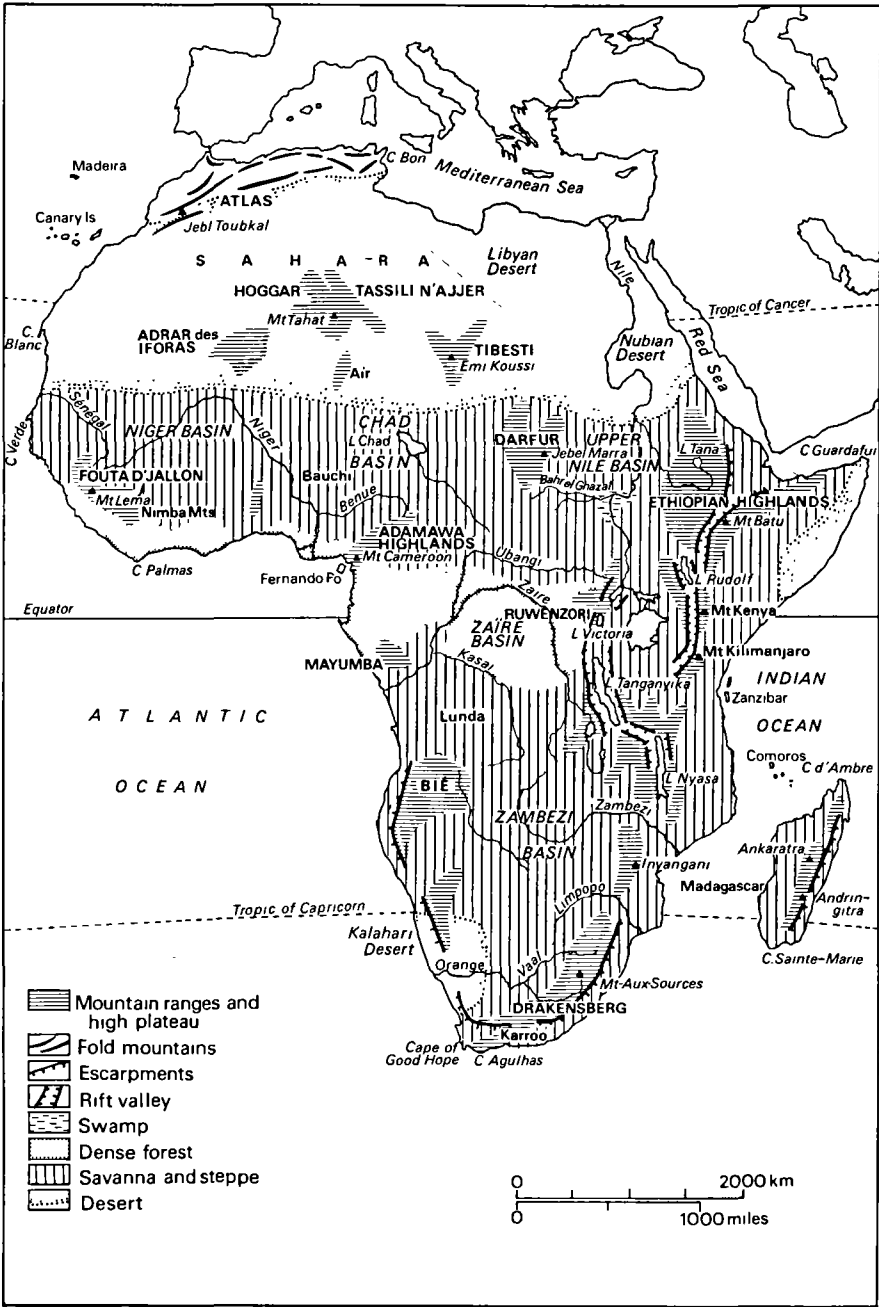 Madeira
C Bon
Mediterranean Sea
Canary Is
ATLAS
Jebl Toubkal
SAHARA
Libyan
Desert
Nile
HOGGAR
TASSILI N'AJJER
Mt Tahat
Tropic of Cancer
C.
Blanc
ADRAR des
IFORAS
Air
TIBESTI
Emi Koussi
Nubian
Desert
Red Sea
C Verde
Sénégal
NIGER BASIN
Niger
CHAD
L Chad
BASIN
DARFUR
Jebel Marra
UPPER
NILE BASIN
L Tana
C Guardafui
FOUTA D'JALLON
Mt Lema
Nimba Mts
Bauchi
Benue
Bahr el Ghazal
ETHIOPIAN HIGHLANDS
Mt Batu
ADAMAWA
HIGHLANDS
Mt Cameroon
C Palmas
Fernando Po
Ubangi
Zaïre
L Rudolf
Equator
RUWENZORI
L Victoria
Mt Kenya
ZAÏRE
BASIN
Kasai
MAYUMBA
Mt Kilimanjaro
L Tanganyika
INDIAN
OCEAN
Zanzibar
ATLANTIC
OCEAN
Lunda
Comoros
C d'Ambre
L Nyasa
BIÉ
ZAMBEZI
BASIN
Zambezi
Inyangani
Ankaratra
Madagascar
Andrin-
gitra
Tropic of Capricorn
Limpopo
Kalahari
Desert
C. Sainte-Marie
Orange
Vaal
Mt-Aux-Sources
DRAKENSBERG
Karroo
Cape of
Good Hope
C Agulhas
Mountain ranges and
high plateau
Fold mountains
Escarpments
Rift valley
Swamp
Dense forest
Savanna and steppe
Desert
0 2000 km
0 1000 miles